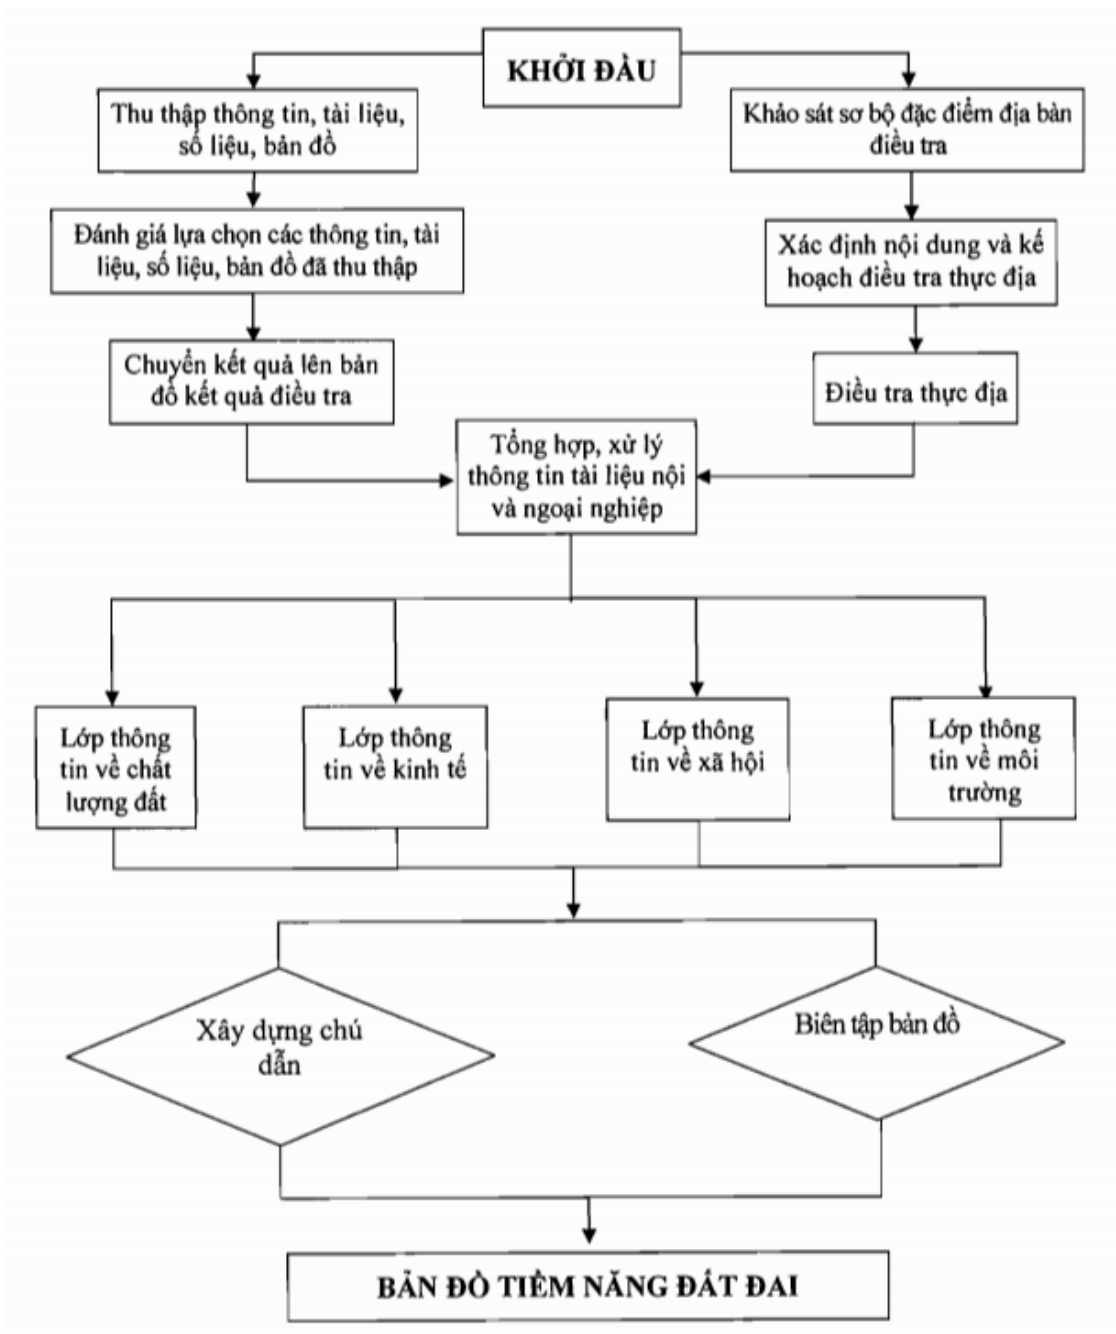 KHỞI ĐẦU
Thu thập thông tin, tài liệu,
số liệu, bản đồ
Khảo sát sơ bộ đặc điểm địa bàn
điều tra
Đánh giá lựa chọn các thông tin, tài
liệu, số liệu, bản đồ đã thu thập
Xác định nội dung và kế
hoạch điều tra thực địa
Chuyển kết quả lên bản
đồ kết quả điều tra
Điều tra thực địa
Tổng hợp, xử lý
thông tin tài liệu nội
và ngoại nghiệp
Lớp thông
tin về chất
lượng đất
Lớp thông
tin về kinh tế
Lớp thông
tin về xã hội
Lớp thông
tin về môi
trường
Xây dựng chú
dẫn
Biên tập bản đồ
BẢN ĐỒ TIỀM NĂNG ĐẤT ĐAI